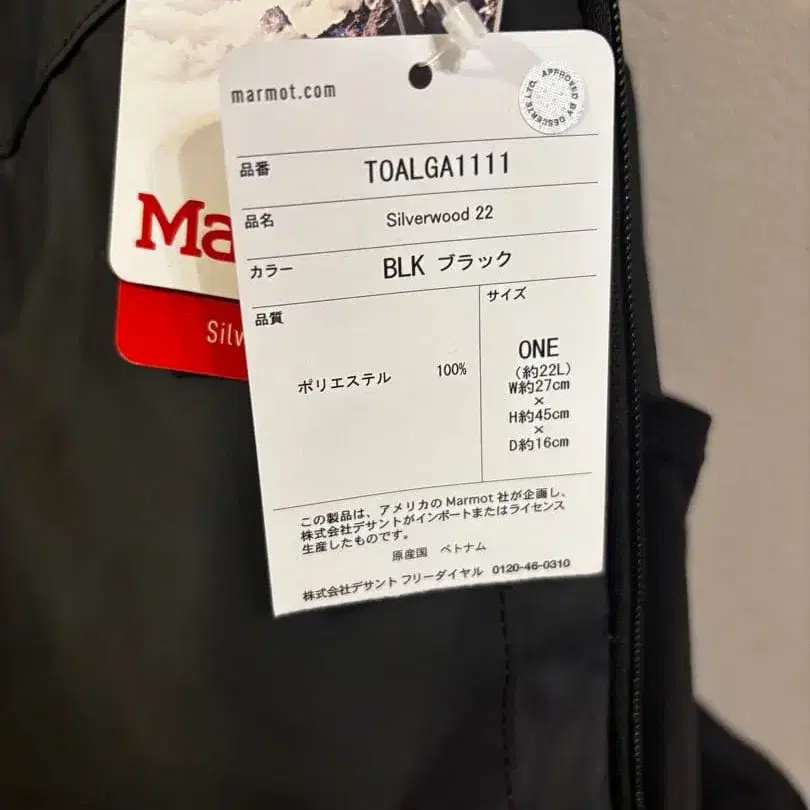 marmot.com
APPROVED BY DESCENTE LTD.
品番 TOALGA1111
品名 Silverwood 22
カラー BLK ブラック
品質 サイズ
ポリエステル 100%
ONE
(約22L)
W約27cm
×
H約45cm
×
D約16cm
この製品は、アメリカのMarmot社が企画し、
株式会社デサントがインポートまたはライセンス
生産したものです。
原産国 ベトナム
株式会社デサント フリーダイヤル 0120-46-0310
Ma
Silv